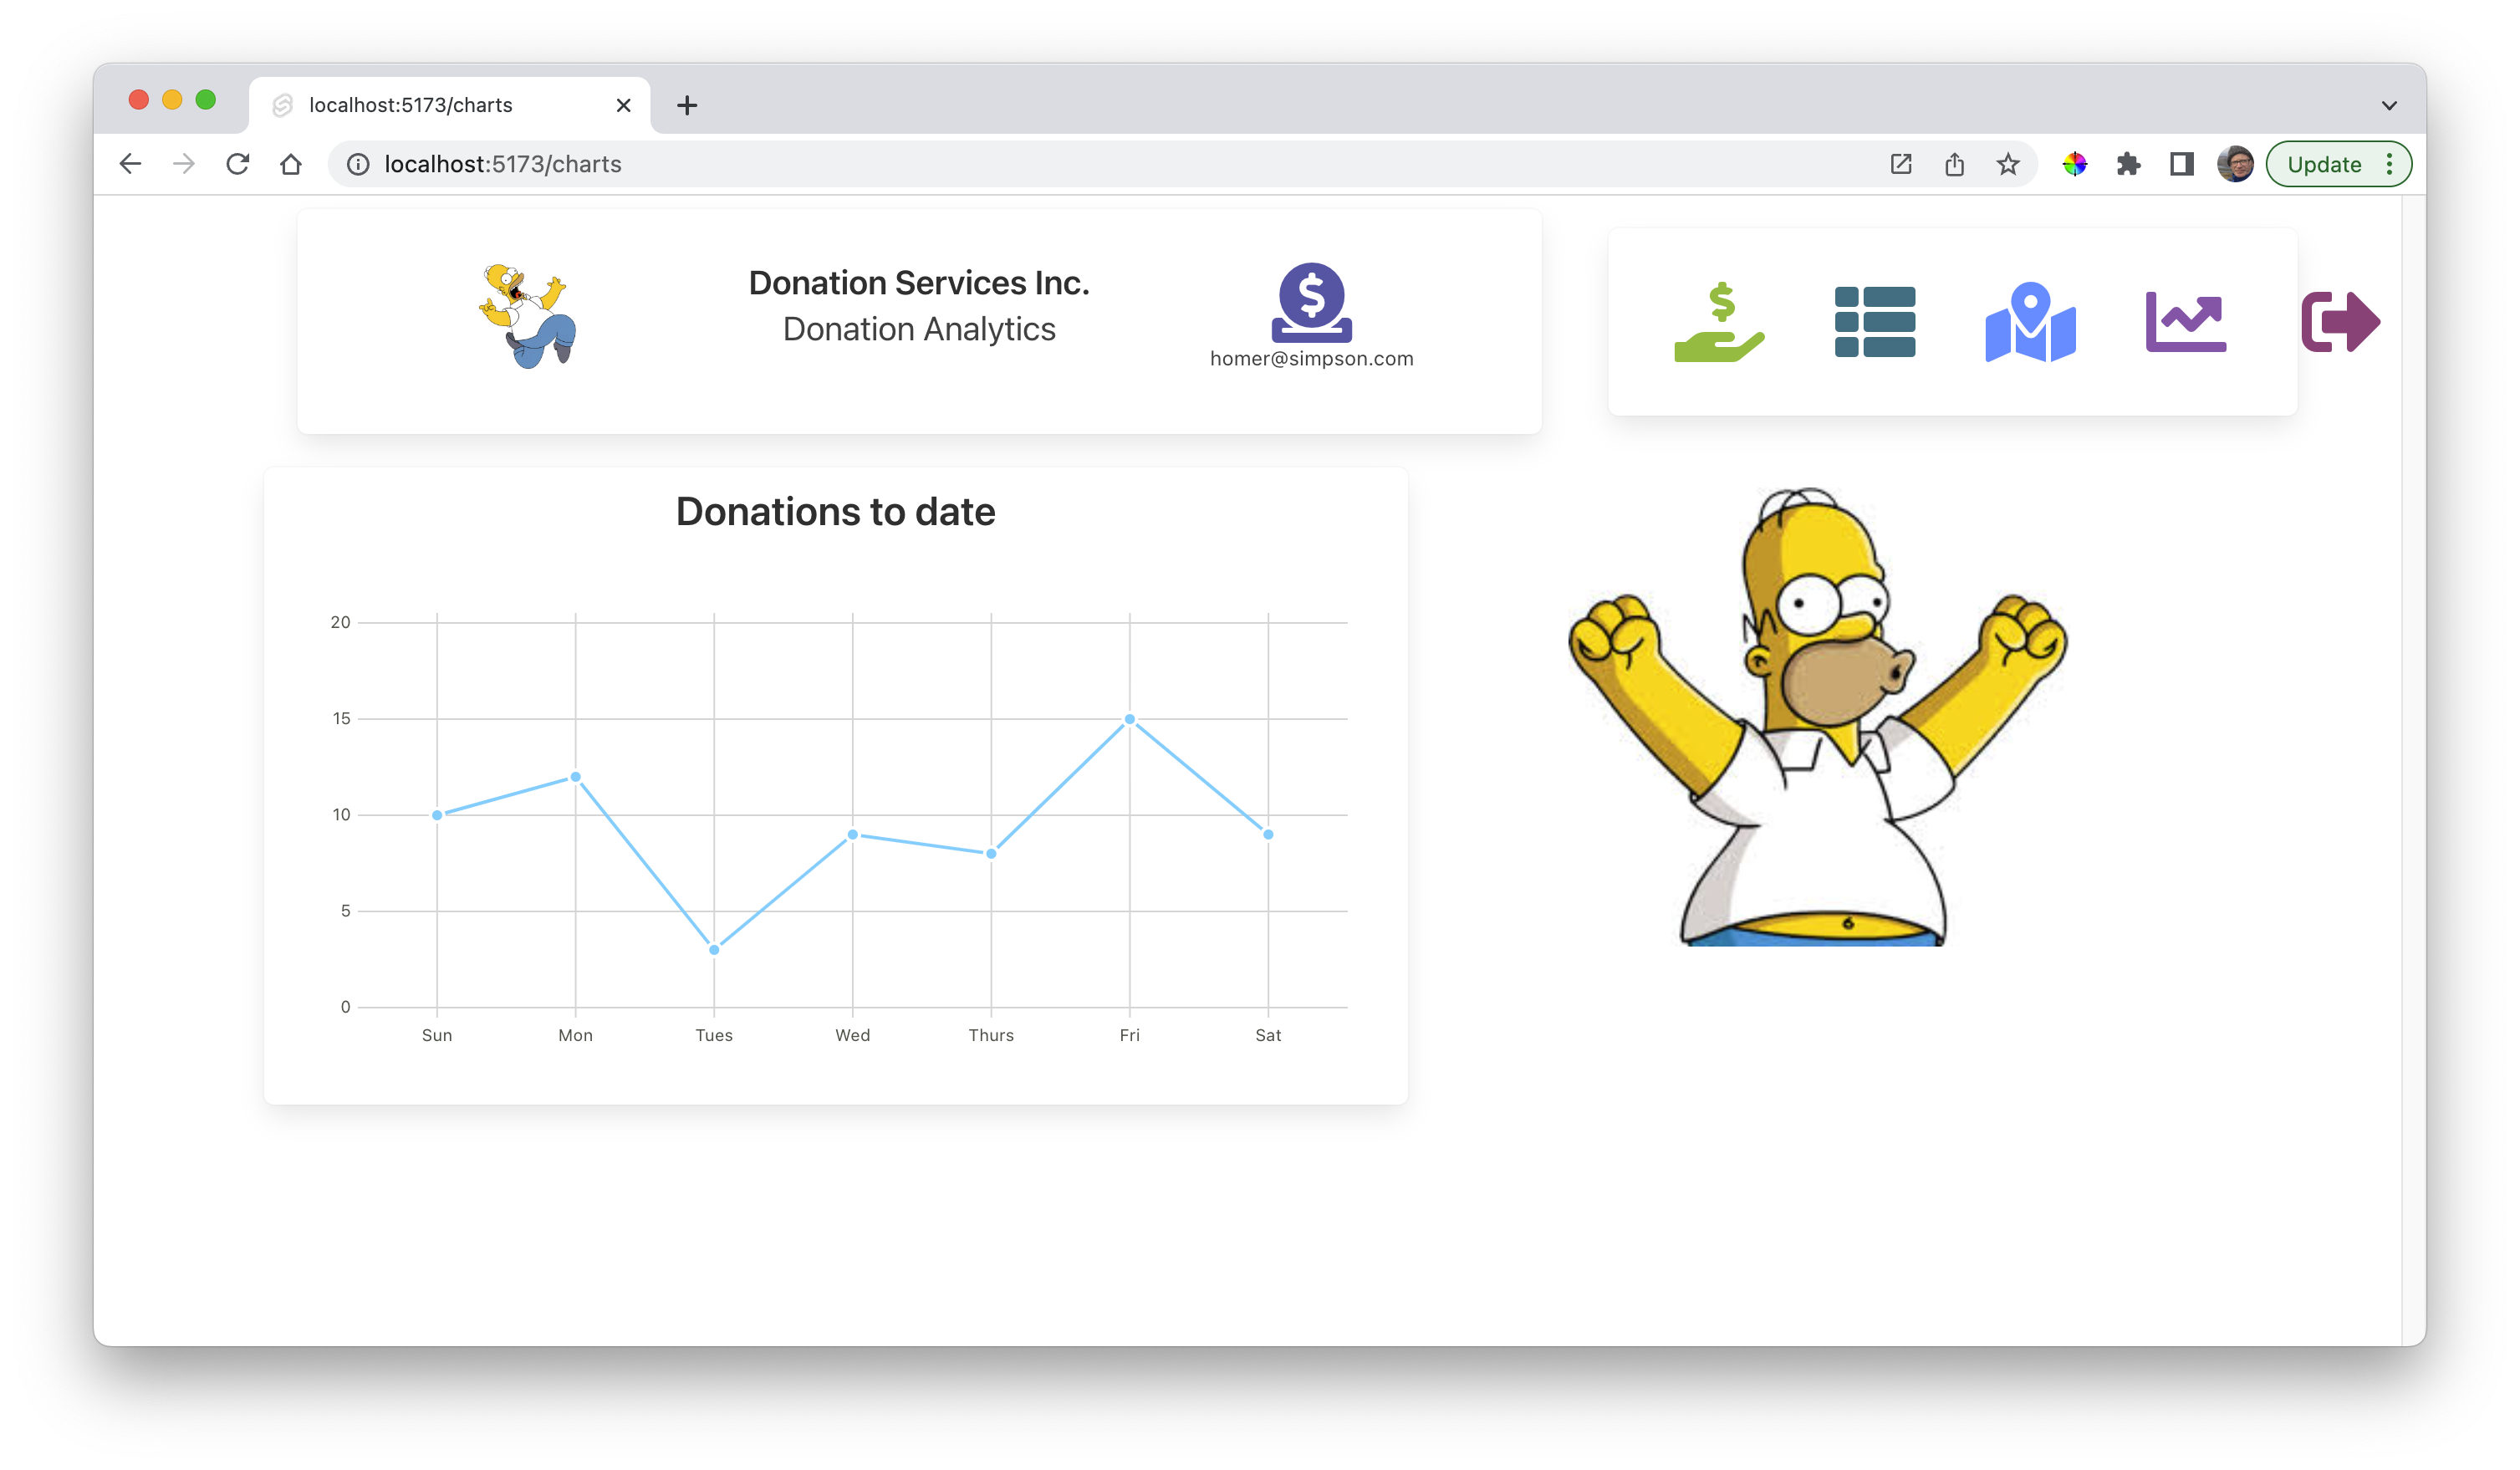 localhost:5173/charts
localhost:5173/charts
Update
Donation Services Inc.
Donation Analytics
homer@simpson.com
Donations to date
20
15
10
5
0
Sun Mon Tues Wed Thurs Fri Sat